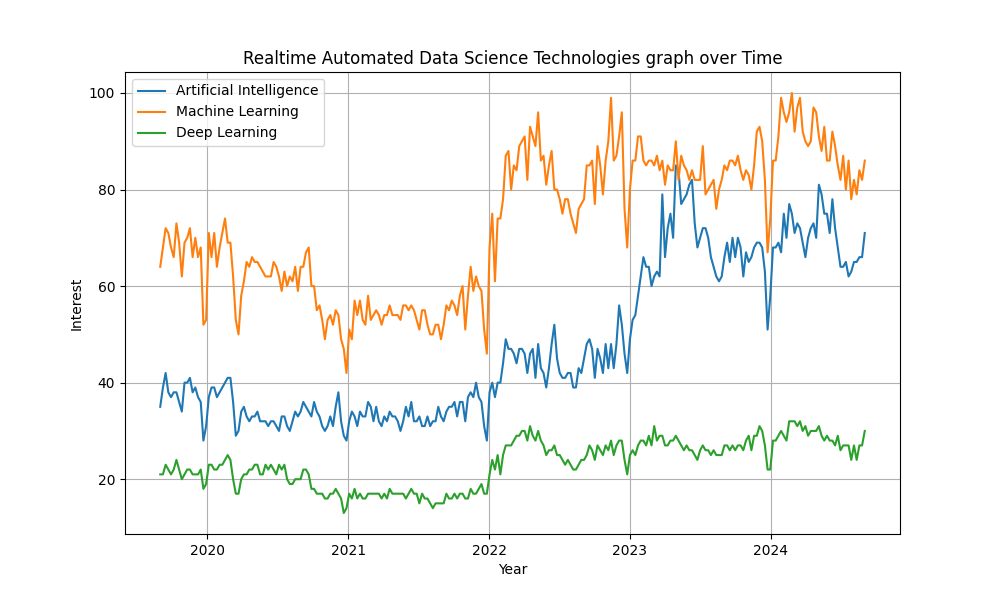 Realtime Automated Data Science Technologies graph over Time
Artificial Intelligence
Machine Learning
Deep Learning
100
80
60
40
20
Interest
2020 2021 2022 2023 2024
Year